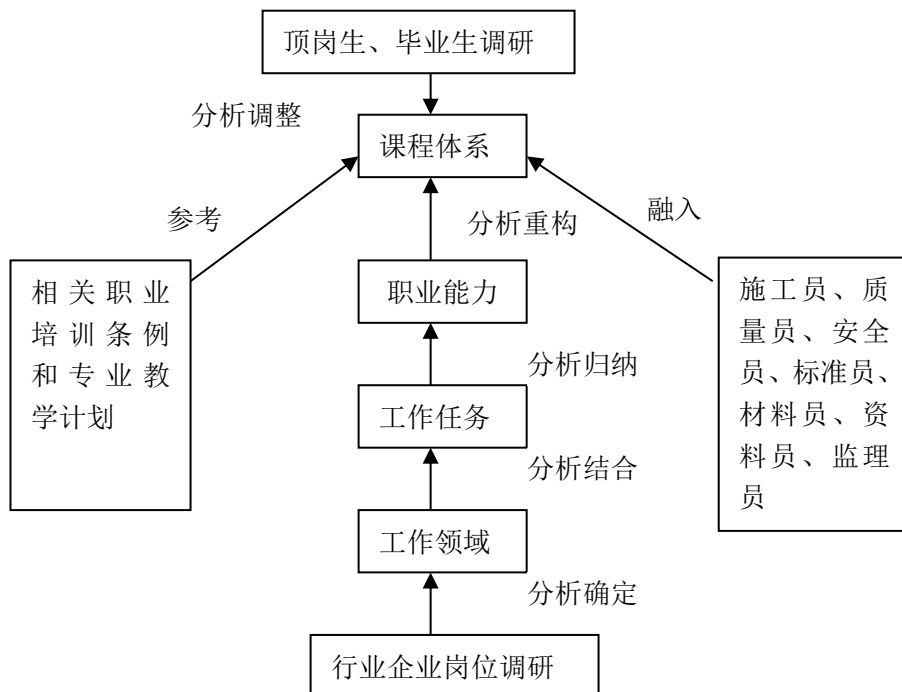 顶岗生、毕业生调研
分析调整
课程体系
参考
融入
分析重构
相关职业
培训条例
和专业教
学计划
职业能力
施工员、质
量员、安全
员、标准员、
材料员、资
料员、监理
员
分析归纳
工作任务
分析结合
工作领域
分析确定
行业企业岗位调研